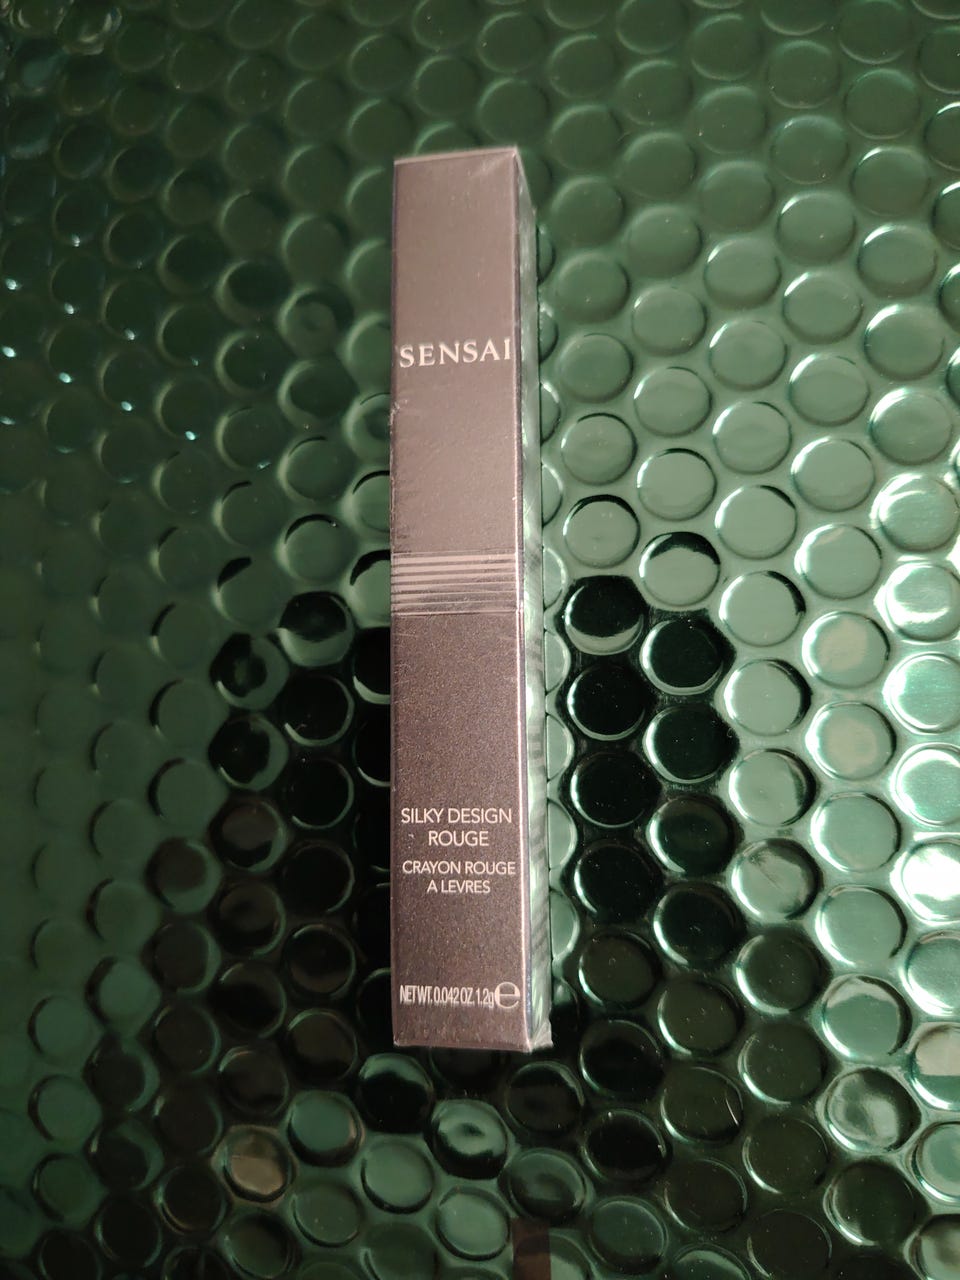 SENSAI
SILKY DESIGN
ROUGE
CRAYON ROUGE
A LEVRES
NET WT. 0.042 OZ. 1.2g ℮